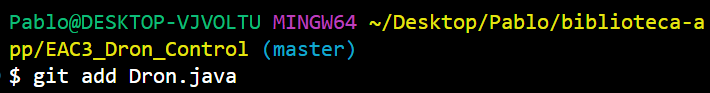 Pablo@DESKTOP-VJVOLTU MINGW64 ~/Desktop/Pablo/biblioteca-a
pp/EAC3_Dron_Control (master)
$ git add Dron.java